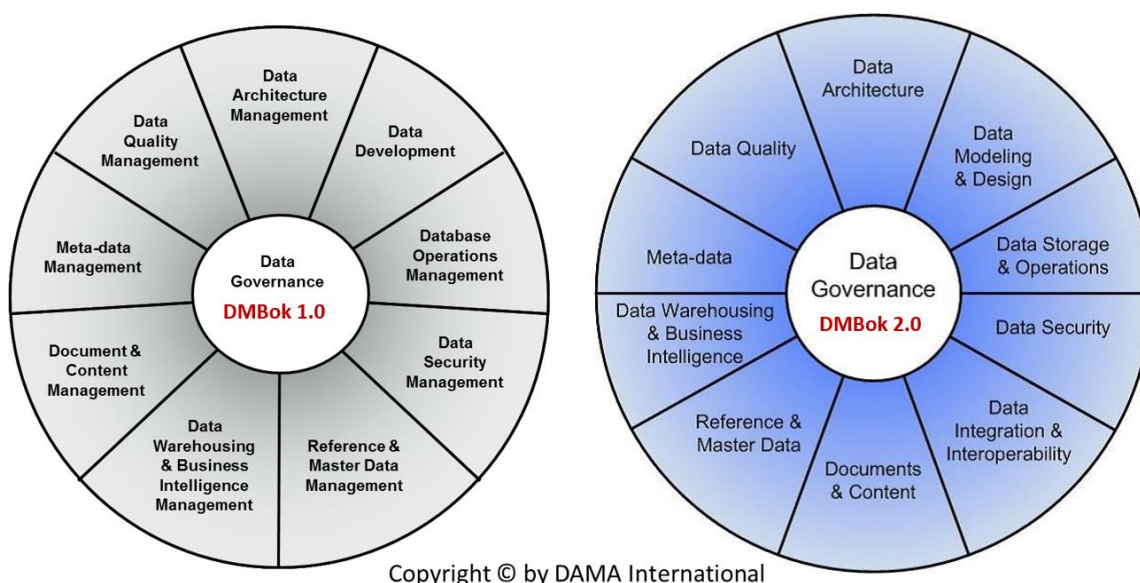 Data
Architecture
Management
Data
Development
Database
Operations
Management
Data
Security
Management
Reference &
Master Data
Management
Data
Warehousing
& Business
Intelligence
Management
Document &
Content
Management
Meta-data
Management
Data
Quality
Management
Data
Governance
DMBok 1.0
Data
Architecture
Data
Modeling
& Design
Data Storage
& Operations
Data Security
Data
Integration &
Interoperability
Documents
& Content
Reference &
Master Data
Data Warehousing
& Business
Intelligence
Meta-data
Data Quality
Data
Governance
DMBok 2.0
Copyright © by DAMA International